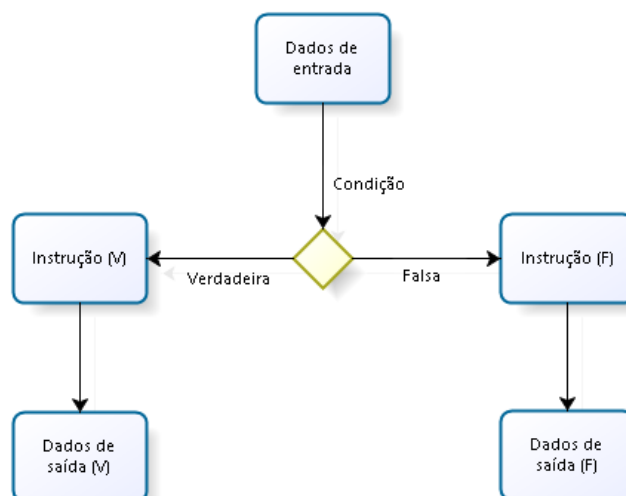 Dados de
entrada
Condição
Instrução (V)
Verdadeira
Falsa
Instrução (F)
Dados de
saída (V)
Dados de
saída (F)